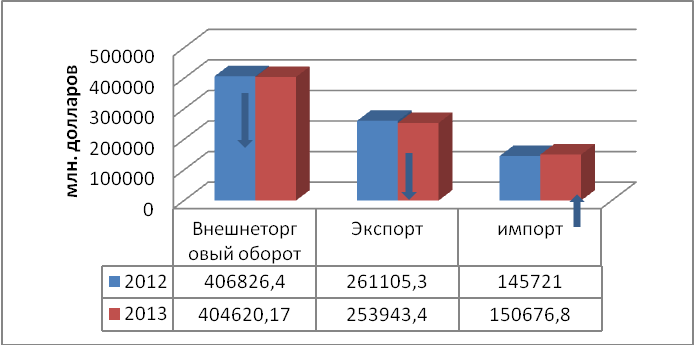 млн. долларов
500000
400000
300000
200000
100000
0
Внешнеторг
овый оборот
Экспорт
импорт
2012 406826,4 261105,3 145721
2013 404620,17 253943,4 150676,8